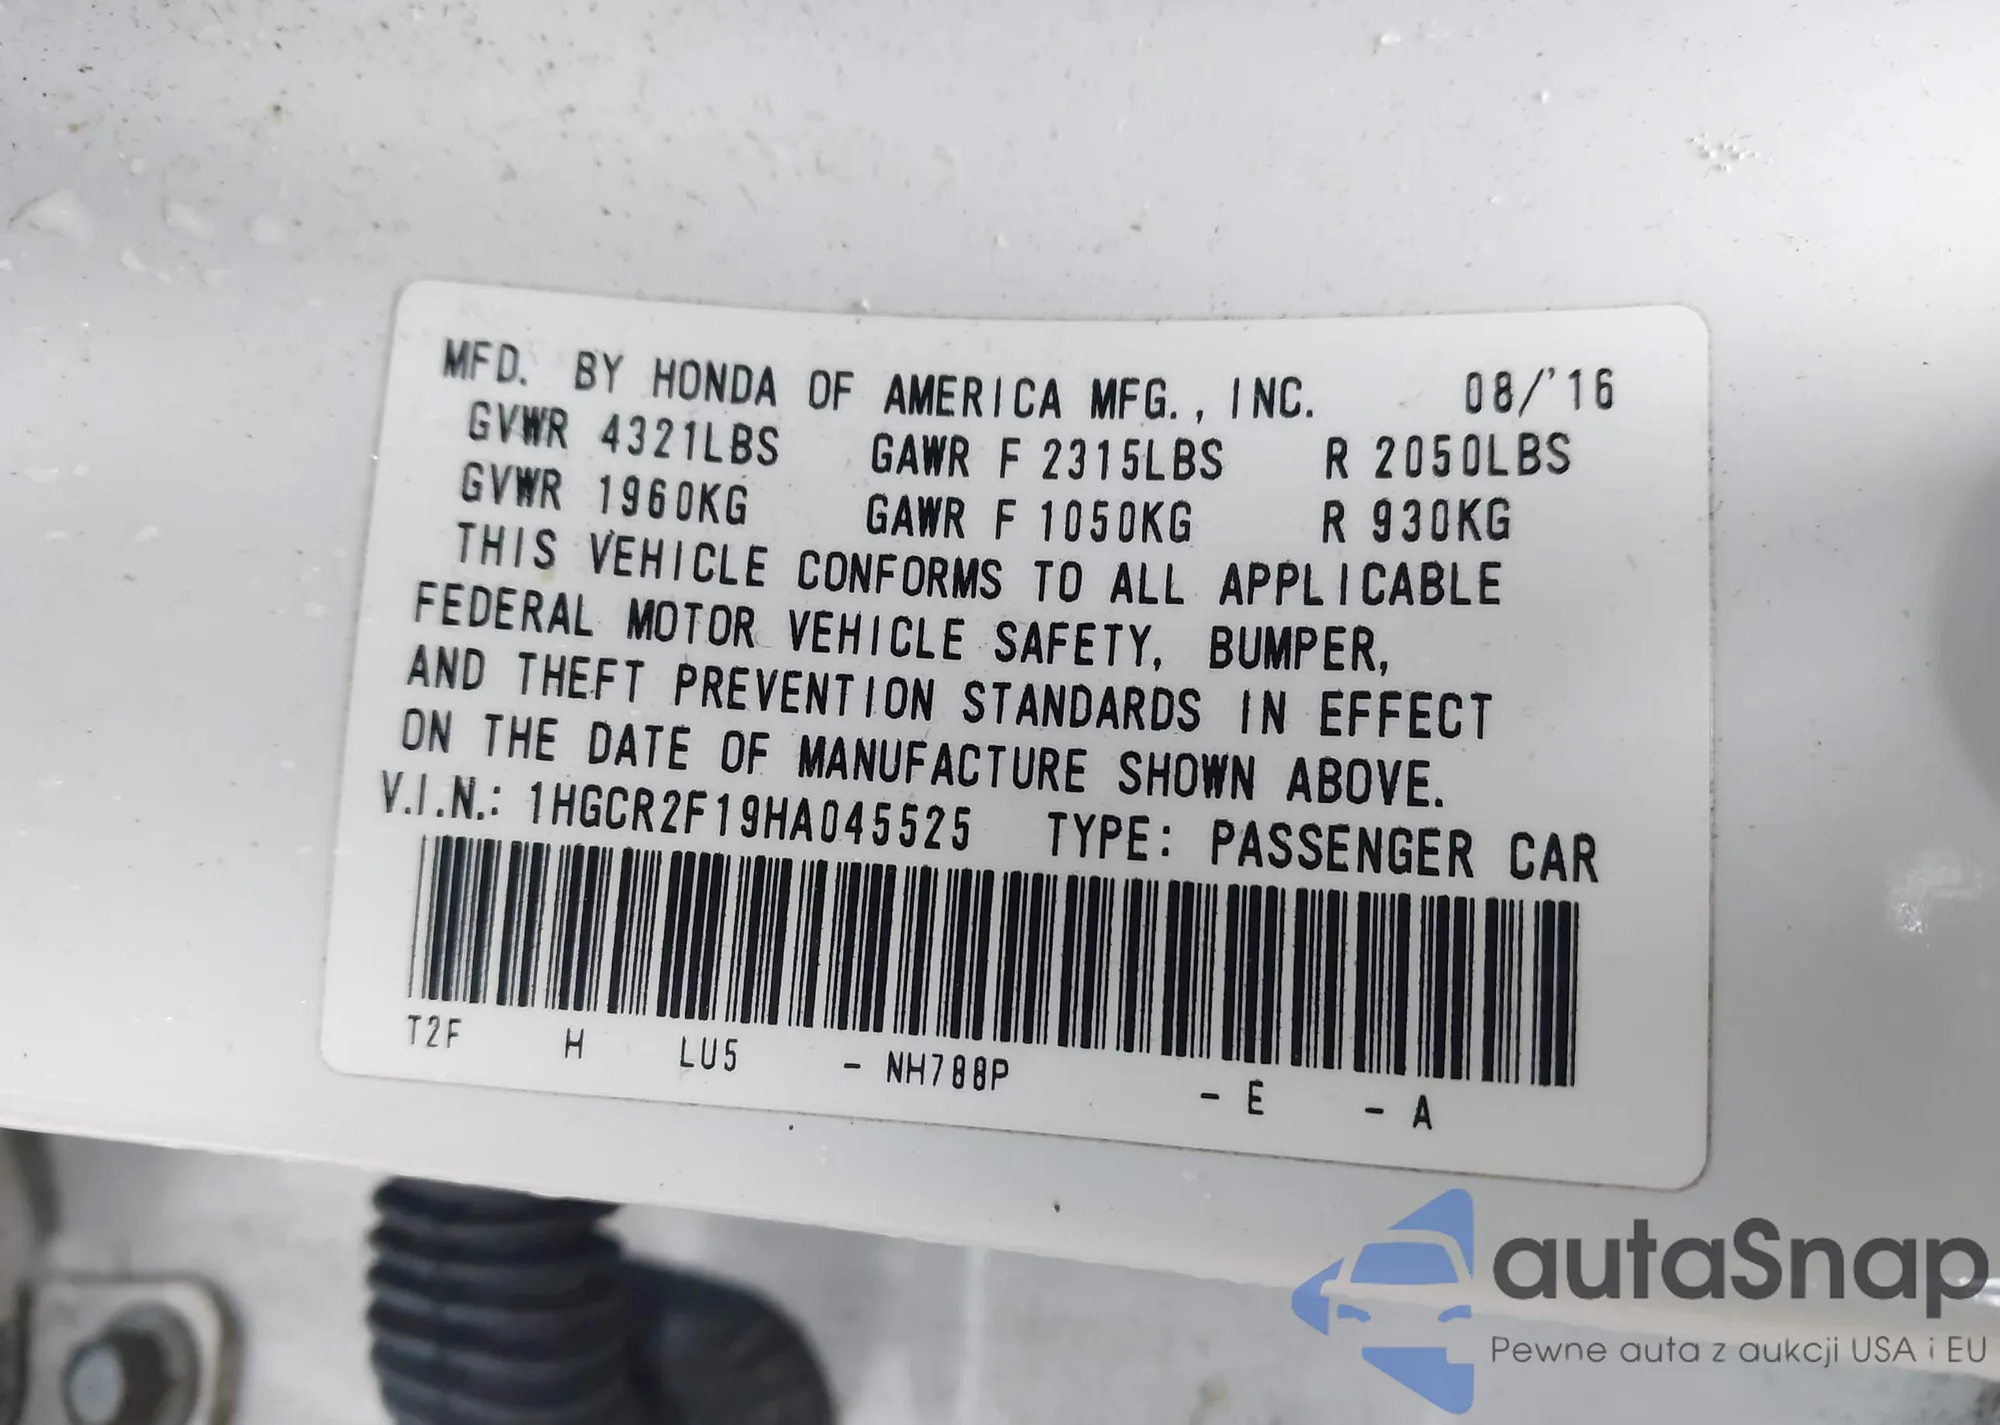 MFD. BY HONDA OF AMERICA MFG., INC. 08/'16
GVWR 4321LBS GAWR F 2315LBS R 2050LBS
GVWR 1960KG GAWR F 1050KG R 930KG
THIS VEHICLE CONFORMS TO ALL APPLICABLE
FEDERAL MOTOR VEHICLE SAFETY, BUMPER,
AND THEFT PREVENTION STANDARDS IN EFFECT
ON THE DATE OF MANUFACTURE SHOWN ABOVE.
V.I.N.: 1HGCR2F19HA045525 TYPE: PASSENGER CAR
T2F H LU5 - NH788P - E - A
autaSnap
Pewne auta z aukcji USA i EU